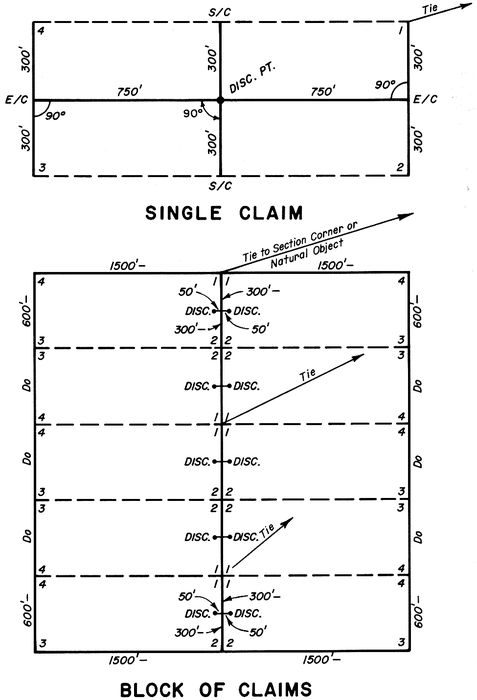 S/C
Tie
4
1
300'
300'
300'
DISC. PT.
E/C
750'
750'
90°
E/C
90°
90°
300'
300'
300'
3
2
S/C
SINGLE CLAIM
Tie to Section Corner or
Natural Object
1500'-
1500'-
4
1
1
4
50'
300'-
600'-
DISC.
DISC.
600'-
300'-
50'
3
2
2
3
3
2
2
3
Do
DISC.
DISC.
Tie
Do
4
1
1
4
4
1
1
4
Do
DISC.
DISC.
Do
3
2
2
3
3
2
2
3
Do
DISC.
DISC.
Tie
Do
4
1
1
4
4
1
1
4
50'
300'-
600'-
DISC.
DISC.
600'-
300'-
50'
3
2
2
3
1500'-
1500'-
BLOCK OF CLAIMS